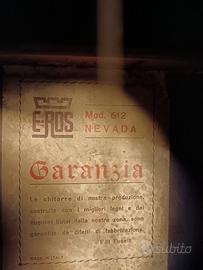 EROS
Mod. 612
NEVADA
Garanzia
Le chitarre di nostra produzione,
costruite con i migliori legni e dai
migliori liutai della nostra zona, sono
garantite da difetti di fabbricazione.
F.lli
MADE IN ITALY
subito